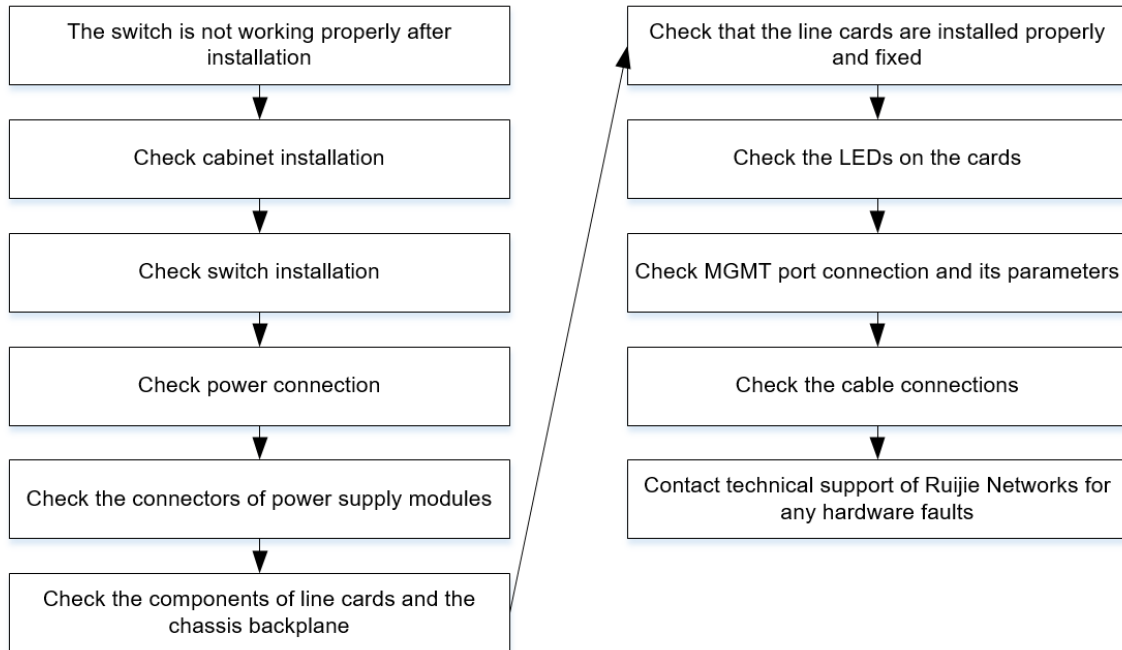 The switch is not working properly after
installation
Check cabinet installation
Check switch installation
Check power connection
Check the connectors of power supply modules
Check the components of line cards and the
chassis backplane
Check that the line cards are installed properly
and fixed
Check the LEDs on the cards
Check MGMT port connection and its parameters
Check the cable connections
Contact technical support of Ruijie Networks for
any hardware faults